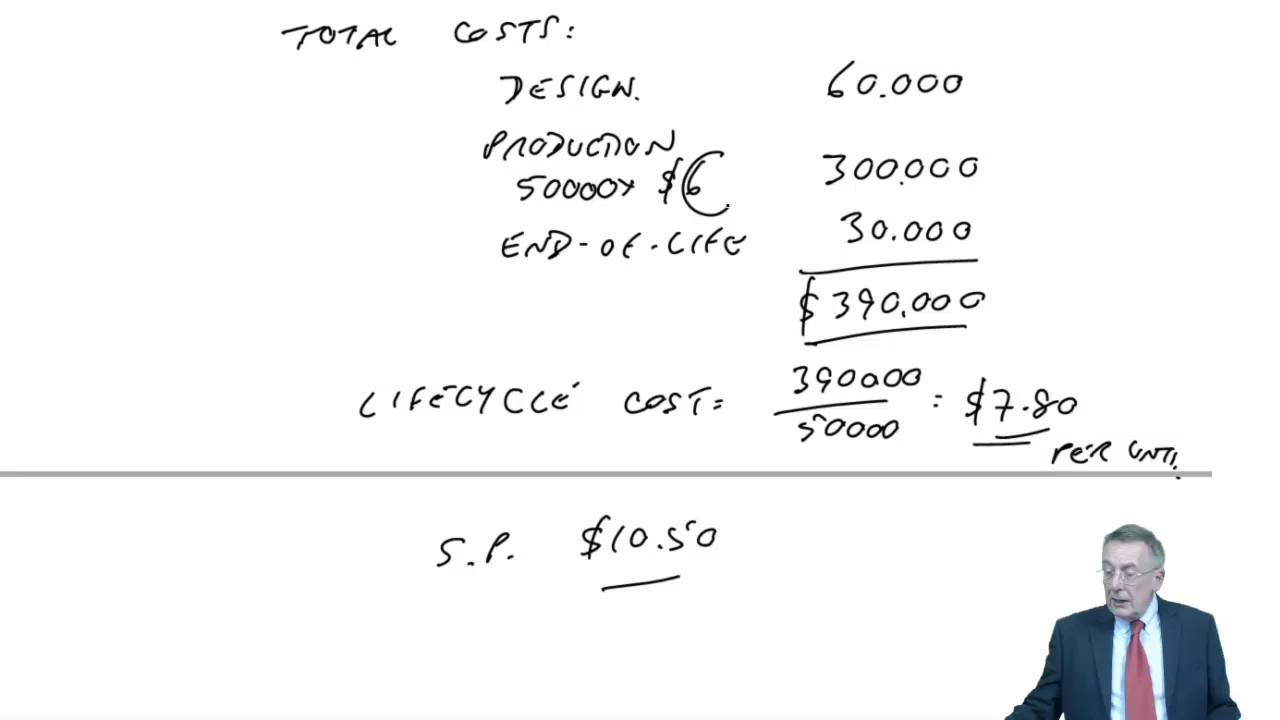 TOTAL COSTS:
DESIGN. 60.000
PRODUCTION
50000x $6 300.000
END-OF-LIFE 30.000
$390.000
LIFECYCLE COST= 390000/50000 = $7.80
PER UNIT.
S.P. $10.50